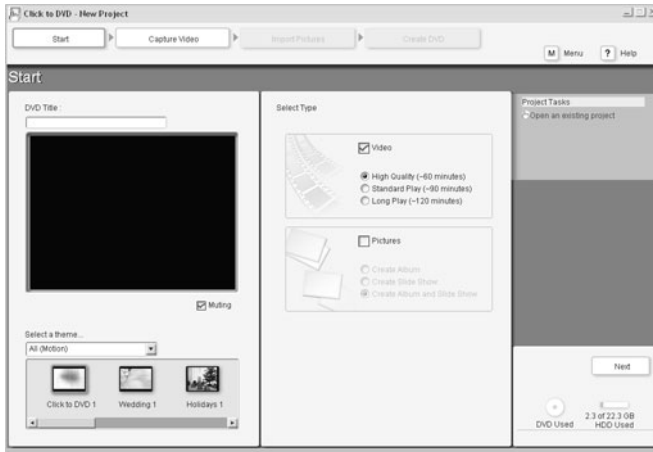 Click to DVD - New Project
Start
Capture Video
Import Pictures
Create DVD
M Menu
? Help
Start
DVD Title :
Muting
Select a theme...
All (Motion)
Click to DVD 1
Wedding 1
Holidays 1
Select Type
Video
High Quality (~60 minutes)
Standard Play (~90 minutes)
Long Play (~120 minutes)
Pictures
Create Album
Create Slide Show
Create Album and Slide Show
Project Tasks
Open an existing project
Next
DVD Used
2.3 of 22.3 GB
HDD Used